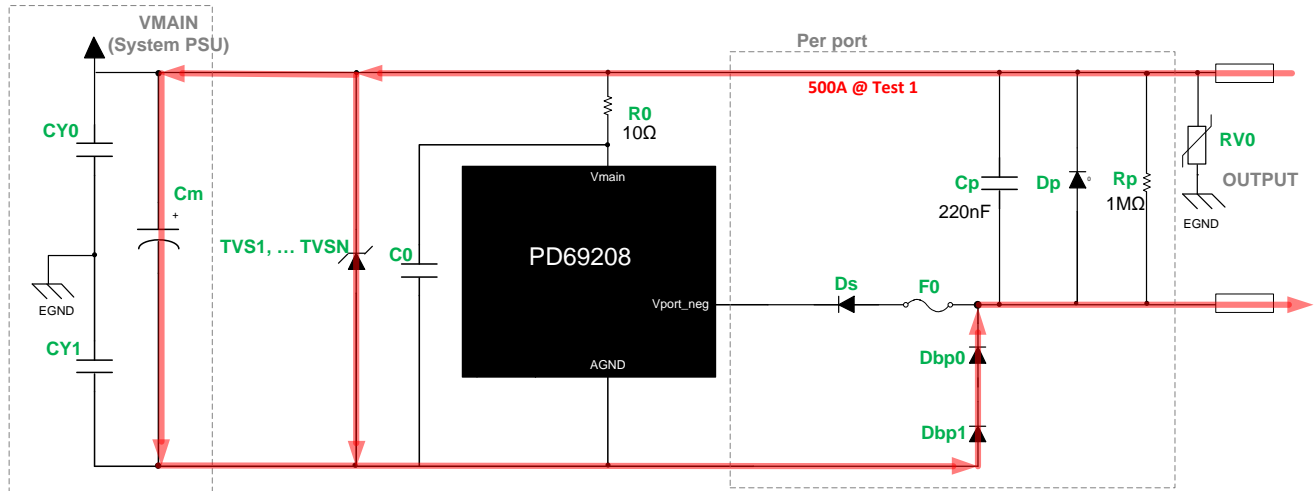 VMAIN
(System PSU)
Per port
500A @ Test 1
R0
10Ω
CY0
RV0
Vmain
Cm
+
Cp
220nF
Dp
Rp
1MΩ
OUTPUT
EGND
TVS1, … TVSN
C0
PD69208
EGND
Ds
F0
Vport_neg
CY1
Dbp0
AGND
Dbp1